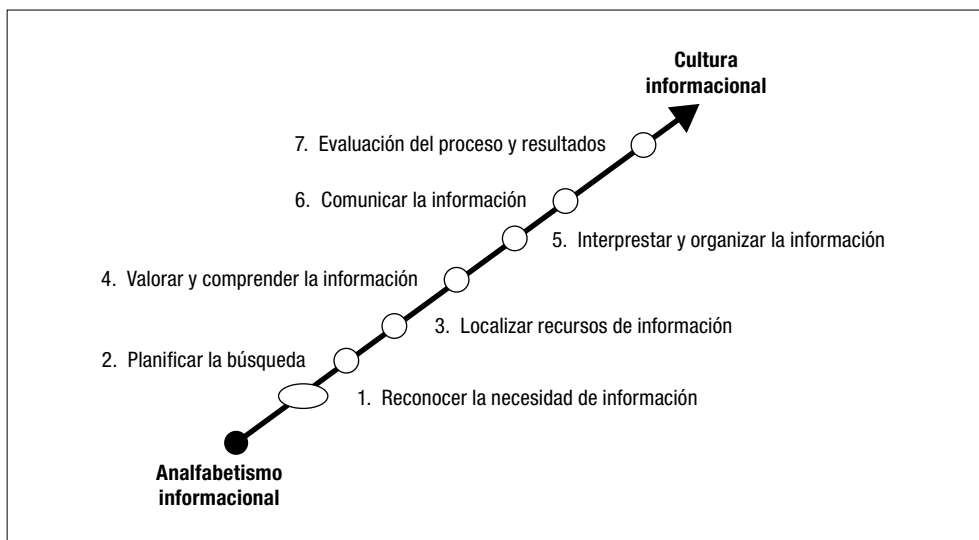 Cultura
informacional
7. Evaluación del proceso y resultados
6. Comunicar la información
5. Interprestar y organizar la información
4. Valorar y comprender la información
3. Localizar recursos de información
2. Planificar la búsqueda
1. Reconocer la necesidad de información
Analfabetismo
informacional